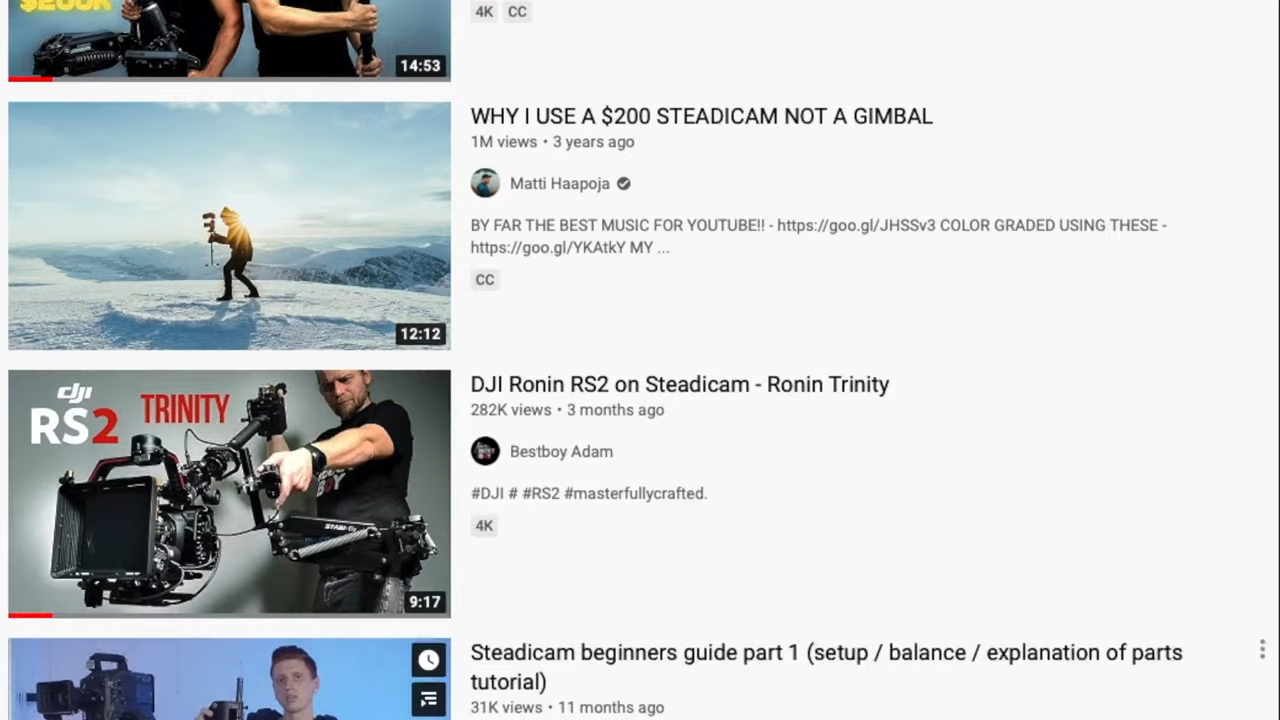 $200K
4K CC
14:53
WHY I USE A $200 STEADICAM NOT A GIMBAL
1M views • 3 years ago
Matti Haapoja
BY FAR THE BEST MUSIC FOR YOUTUBE!! - https://goo.gl/JHSSv3 COLOR GRADED USING THESE -
https://goo.gl/YKAtkY MY ...
CC
12:12
dji
RS2 TRINITY
DJI Ronin RS2 on Steadicam - Ronin Trinity
282K views • 3 months ago
Bestboy Adam
#DJI # #RS2 #masterfullycrafted.
4K
9:17
Steadicam beginners guide part 1 (setup / balance / explanation of parts
tutorial)
31K views • 11 months ago